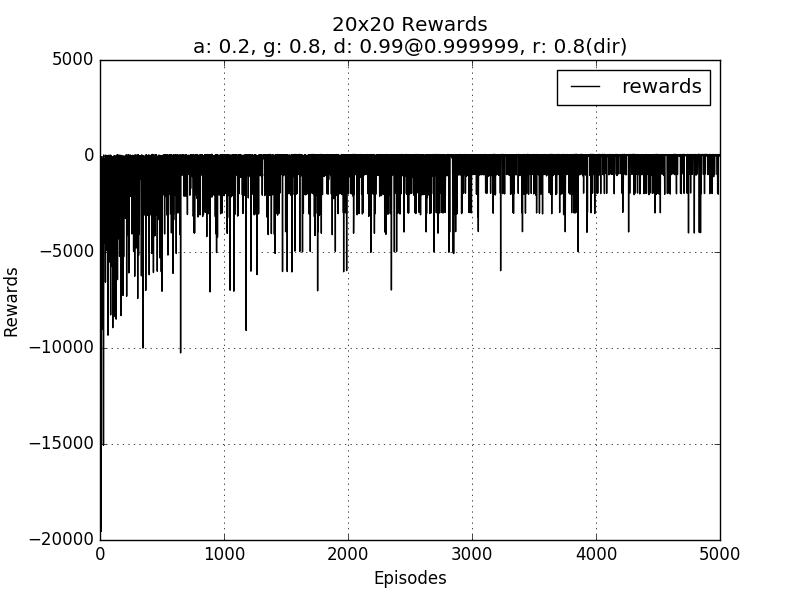 20x20 Rewards
a: 0.2, g: 0.8, d: 0.99@0.999999, r: 0.8(dir)
rewards
5000
0
−5000
−10000
−15000
−20000
Rewards
0 1000 2000 3000 4000 5000
Episodes